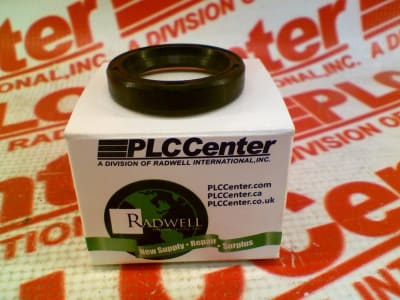 PLCCenter
A DIVISION OF RADWELL INTERNATIONAL,INC.
PLCCenter.com
PLCCenter.ca
PLCCenter.co.uk
RADWELL
New Supply • Repair • Surplus